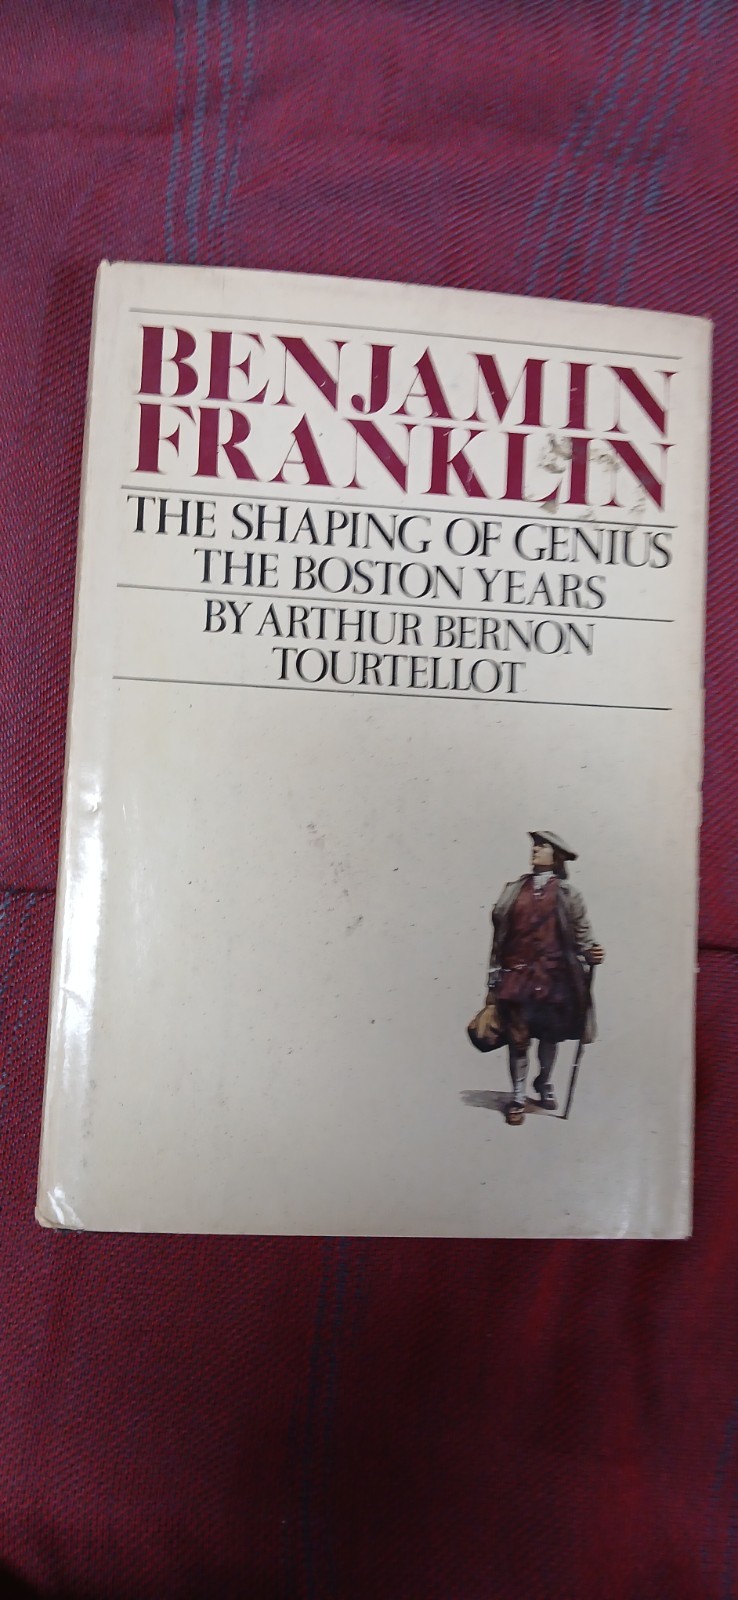 BENJAMIN
FRANKLIN
THE SHAPING OF GENIUS
THE BOSTON YEARS
BY ARTHUR BERNON
TOURTELLOT